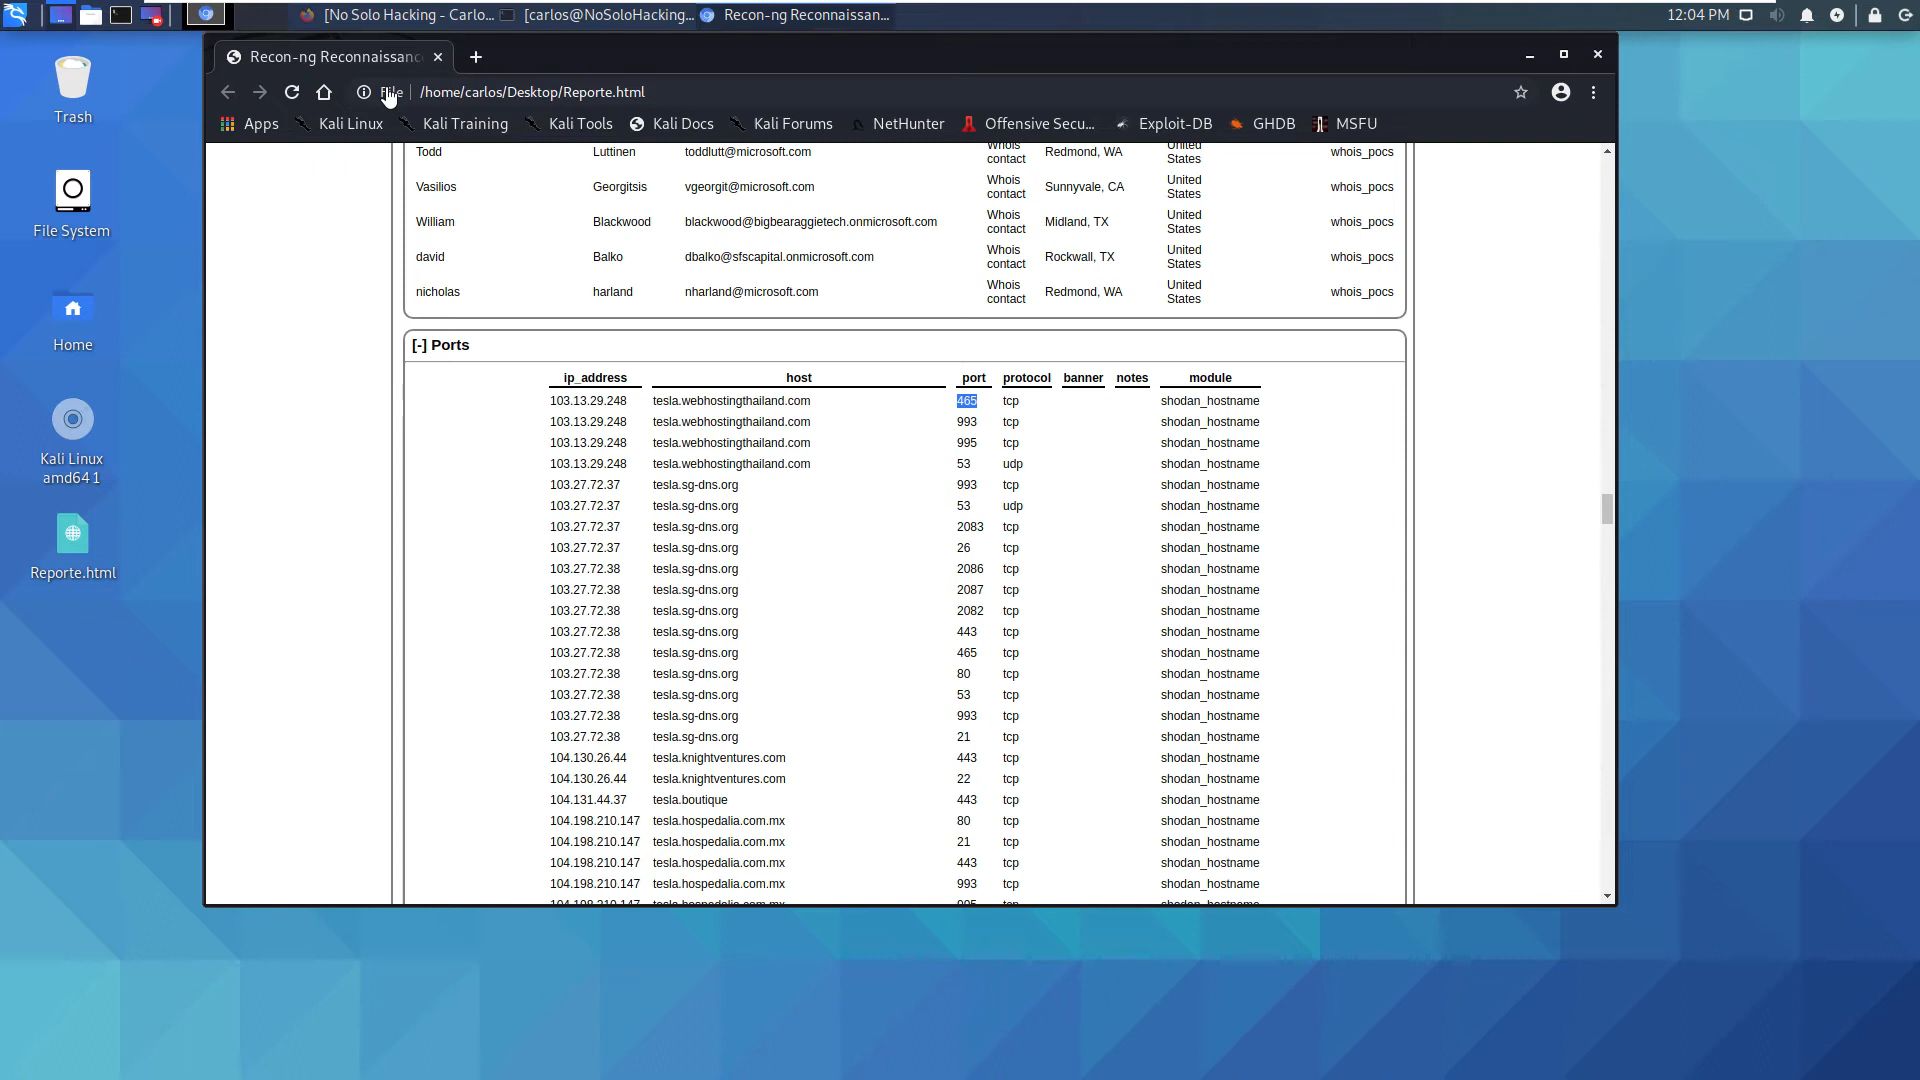 [No Solo Hacking - Carlo... [carlos@NoSoloHacking... Recon-ng Reconnaissan... 12:04 PM
Recon-ng Reconnaissanc
File /home/carlos/Desktop/Reporte.html
Apps Kali Linux Kali Training Kali Tools Kali Docs Kali Forums NetHunter Offensive Secu... Exploit-DB GHDB MSFU
Trash
File System
Home
Kali Linux
amd64 1
Reporte.html
Todd Luttinen toddlutt@microsoft.com Whois contact Redmond, WA United States whois_pocs
Vasilios Georgitsis vgeorgit@microsoft.com Whois contact Sunnyvale, CA United States whois_pocs
William Blackwood blackwood@bigbearaggietech.onmicrosoft.com Whois contact Midland, TX United States whois_pocs
david Balko dbalko@sfscapital.onmicrosoft.com Whois contact Rockwall, TX United States whois_pocs
nicholas harland nharland@microsoft.com Whois contact Redmond, WA United States whois_pocs
[-] Ports
ip_address host port protocol banner notes module
103.13.29.248 tesla.webhostingthailand.com 465 tcp shodan_hostname
103.13.29.248 tesla.webhostingthailand.com 993 tcp shodan_hostname
103.13.29.248 tesla.webhostingthailand.com 995 tcp shodan_hostname
103.13.29.248 tesla.webhostingthailand.com 53 udp shodan_hostname
103.27.72.37 tesla.sg-dns.org 993 tcp shodan_hostname
103.27.72.37 tesla.sg-dns.org 53 udp shodan_hostname
103.27.72.37 tesla.sg-dns.org 2083 tcp shodan_hostname
103.27.72.37 tesla.sg-dns.org 26 tcp shodan_hostname
103.27.72.38 tesla.sg-dns.org 2086 tcp shodan_hostname
103.27.72.38 tesla.sg-dns.org 2087 tcp shodan_hostname
103.27.72.38 tesla.sg-dns.org 2082 tcp shodan_hostname
103.27.72.38 tesla.sg-dns.org 443 tcp shodan_hostname
103.27.72.38 tesla.sg-dns.org 465 tcp shodan_hostname
103.27.72.38 tesla.sg-dns.org 80 tcp shodan_hostname
103.27.72.38 tesla.sg-dns.org 53 tcp shodan_hostname
103.27.72.38 tesla.sg-dns.org 993 tcp shodan_hostname
103.27.72.38 tesla.sg-dns.org 21 tcp shodan_hostname
104.130.26.44 tesla.knightventures.com 443 tcp shodan_hostname
104.130.26.44 tesla.knightventures.com 22 tcp shodan_hostname
104.131.44.37 tesla.boutique 443 tcp shodan_hostname
104.198.210.147 tesla.hospedalia.com.mx 80 tcp shodan_hostname
104.198.210.147 tesla.hospedalia.com.mx 21 tcp shodan_hostname
104.198.210.147 tesla.hospedalia.com.mx 443 tcp shodan_hostname
104.198.210.147 tesla.hospedalia.com.mx 993 tcp shodan_hostname